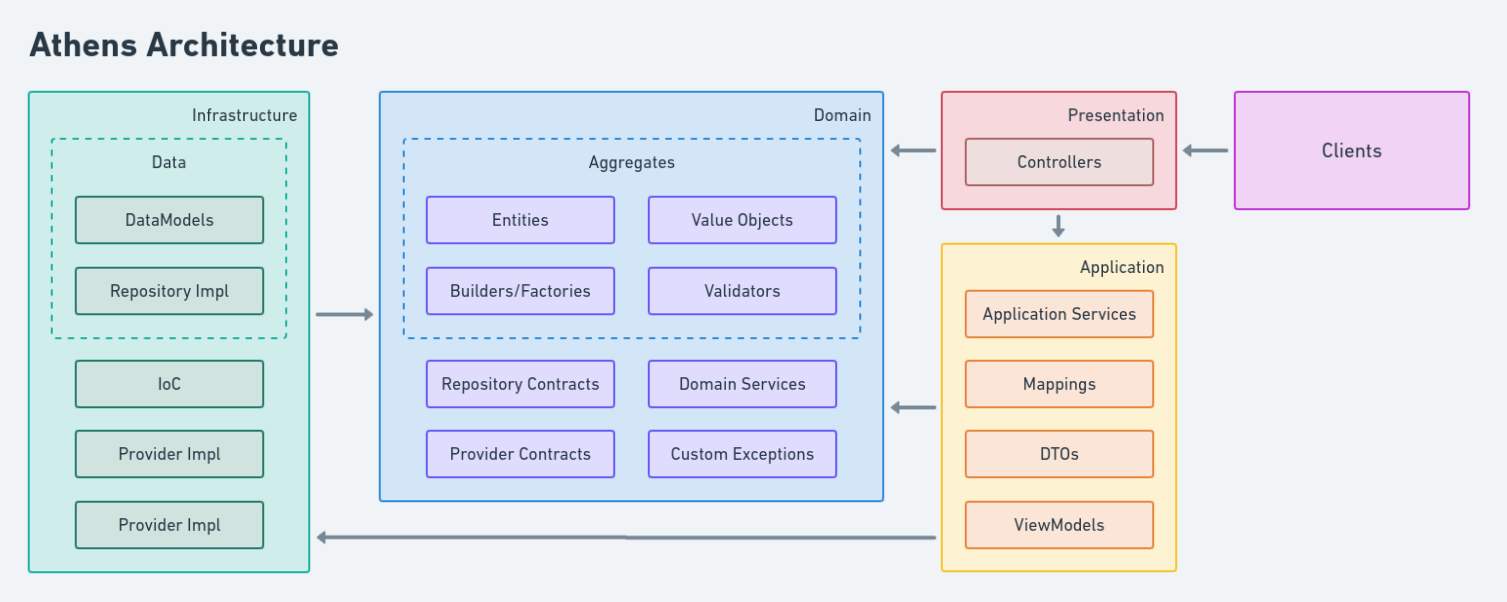 Athens Architecture
Infrastructure
Data
DataModels
Repository Impl
IoC
Provider Impl
Provider Impl
Domain
Aggregates
Entities
Value Objects
Builders/Factories
Validators
Repository Contracts
Domain Services
Provider Contracts
Custom Exceptions
Presentation
Controllers
Application
Application Services
Mappings
DTOs
ViewModels
Clients